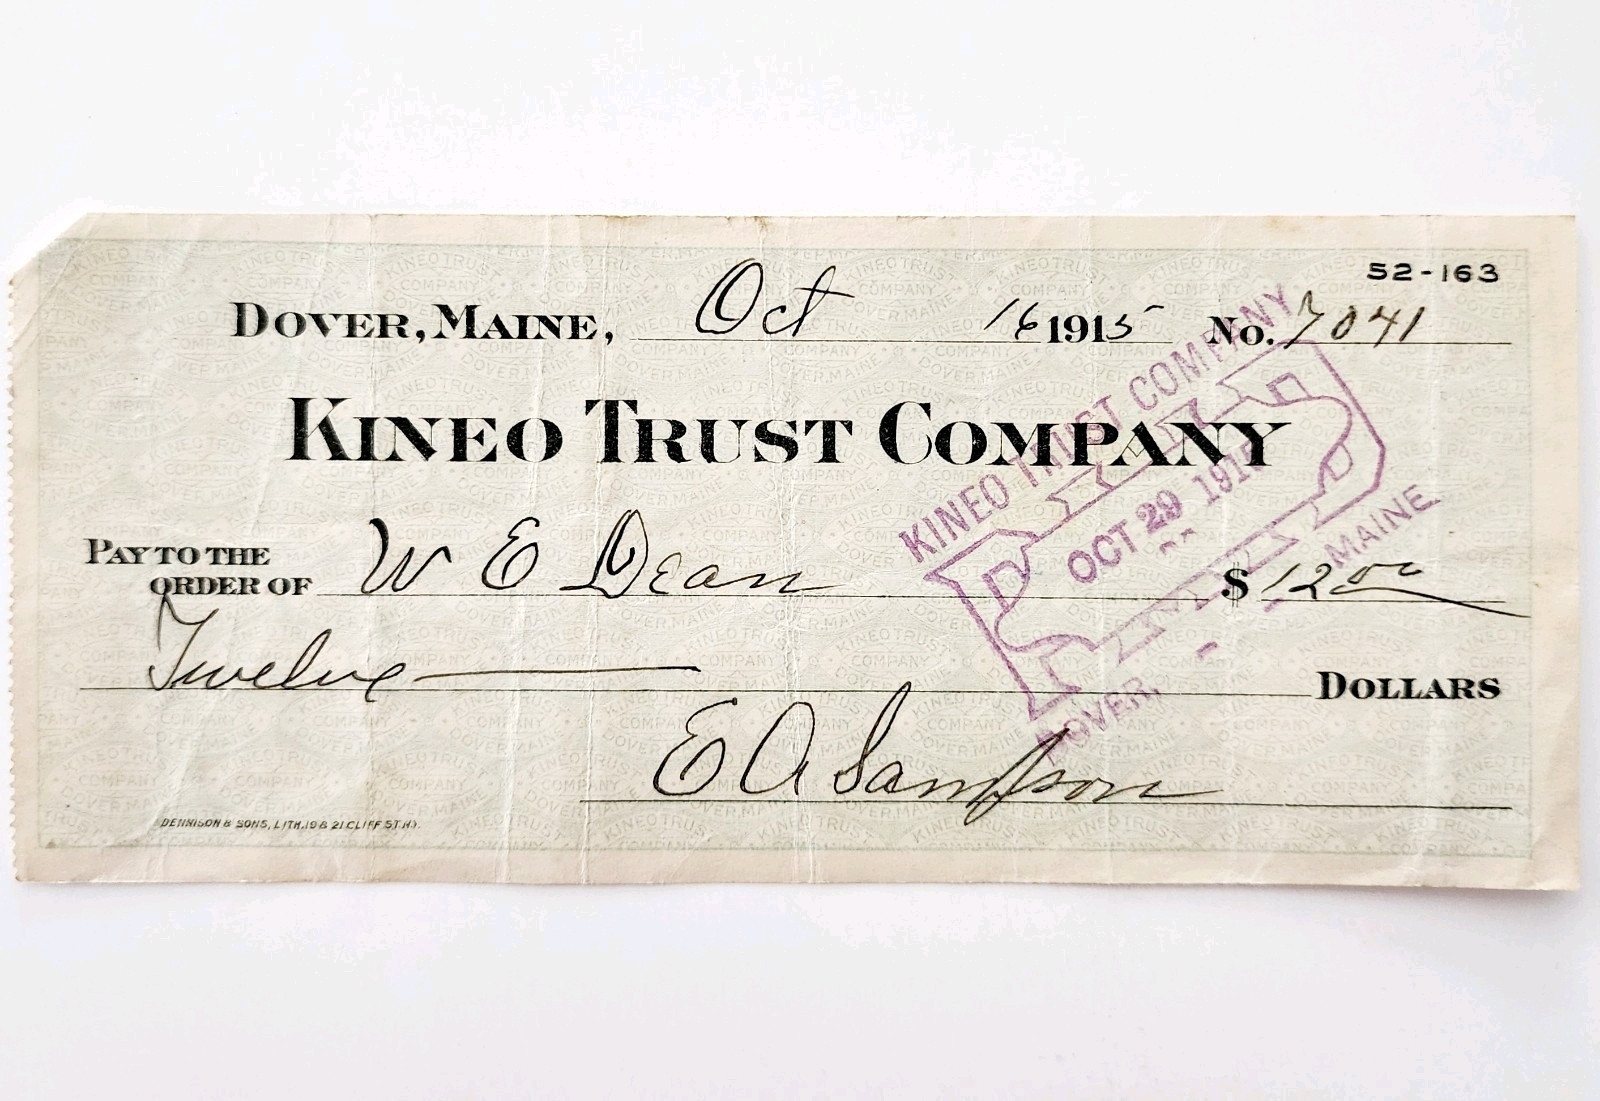 52-163
DOVER, MAINE, Oct 16 1915 No. 7041
KINEO TRUST COMPANY
PAY TO THE
ORDER OF W E Dean $ 12 00
Twelve DOLLARS
E A Sampson
DENNISON & SONS, LITH. 19 & 21 CLIFF ST. N.Y.
KINEO TRUST COMPANY
PAID
OCT 29 1915
DOVER, MAINE